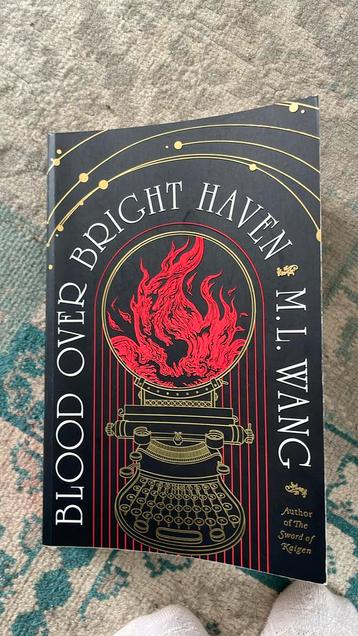 BLOOD OVER BRIGHT HAVEN
M. L. WANG
Author
of The
Sword of
Kaigen